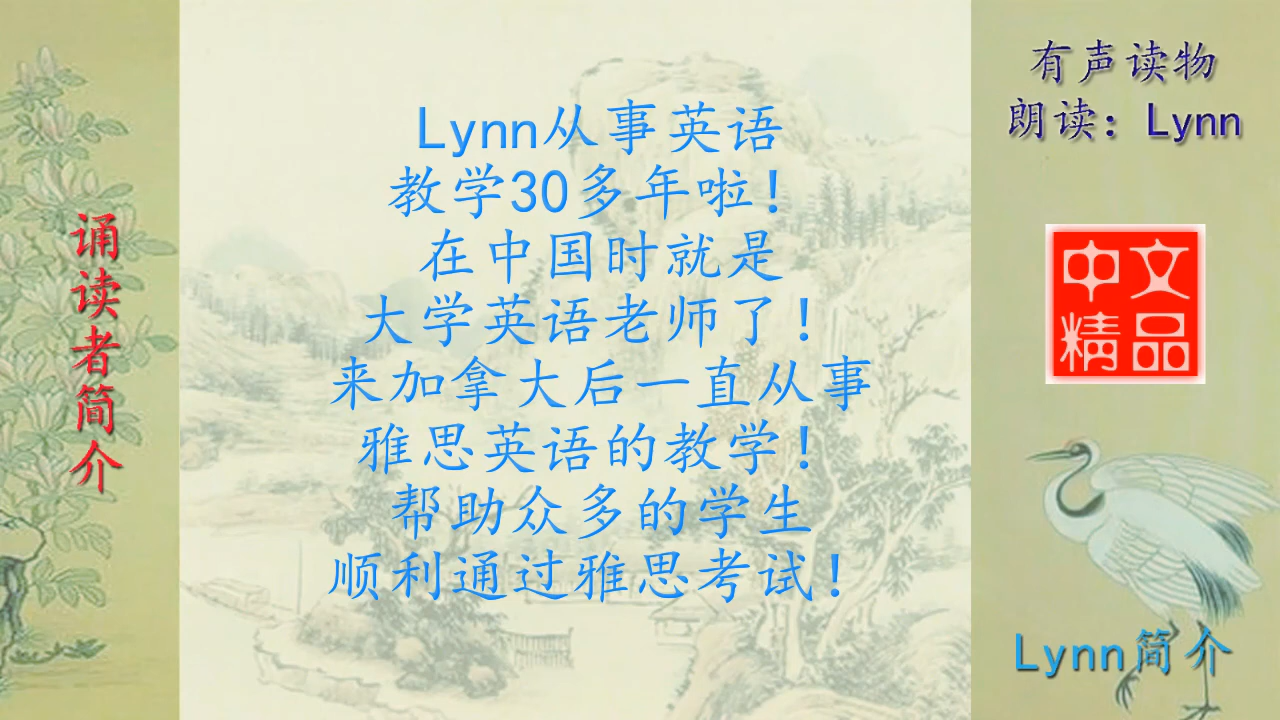 诵读者简介
Lynn从事英语
教学30多年啦！
在中国时就是
大学英语老师了！
来加拿大后一直从事
雅思英语的教学！
帮助众多的学生
顺利通过雅思考试！
有声读物
朗读：Lynn
中文
精品
Lynn简介